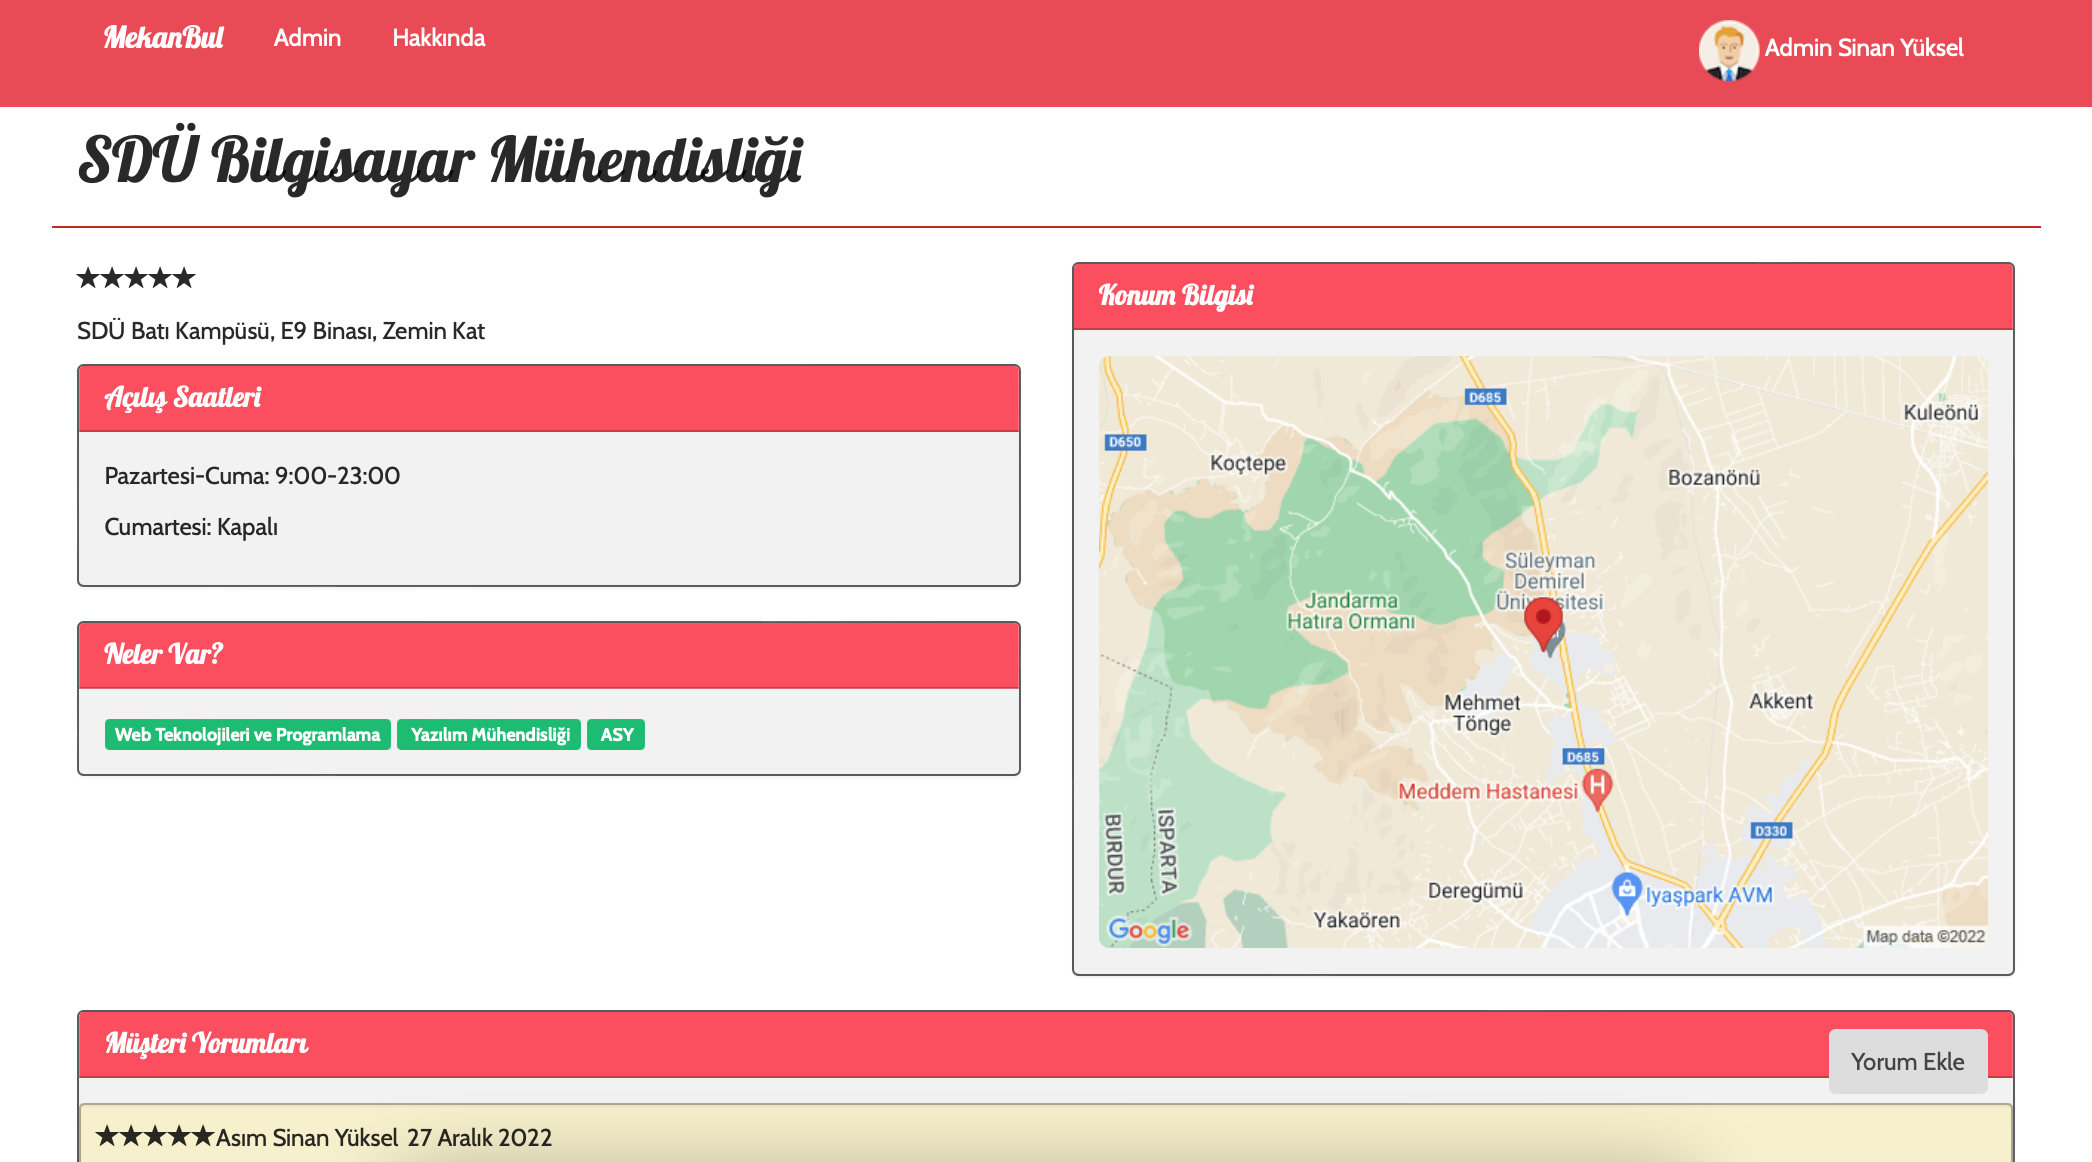 MekanBul Admin Hakkında Admin Sinan Yüksel
SDÜ Bilgisayar Mühendisliği
★★★★★
SDÜ Batı Kampüsü, E9 Binası, Zemin Kat
Açılış Saatleri
Pazartesi-Cuma: 9:00-23:00
Cumartesi: Kapalı
Neler Var?
Web Teknolojileri ve Programlama Yazılım Mühendisliği ASY
Konum Bilgisi
D685
Kuleönü
D650
Koçtepe
Bozanönü
Süleyman
Demirel
Üniversitesi
Jandarma
Hatıra Ormanı
Mehmet
Tönge
Akkent
D685
Meddem Hastanesi H
BURDUR
ISPARTA
D330
Deregümü
Iyaşpark AVM
Yakaören
Google
Map data ©2022
Müşteri Yorumları
Yorum Ekle
★★★★★Asım Sinan Yüksel 27 Aralık 2022